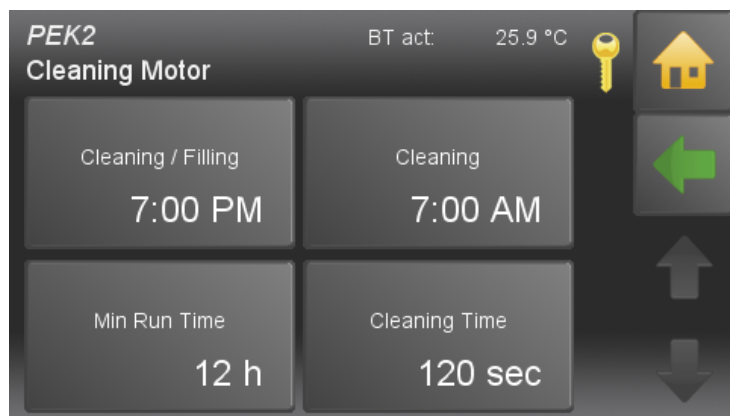 PEK2 BT act: 25.9 °C
Cleaning Motor
Cleaning / Filling
7:00 PM
Cleaning
7:00 AM
Min Run Time
12 h
Cleaning Time
120 sec